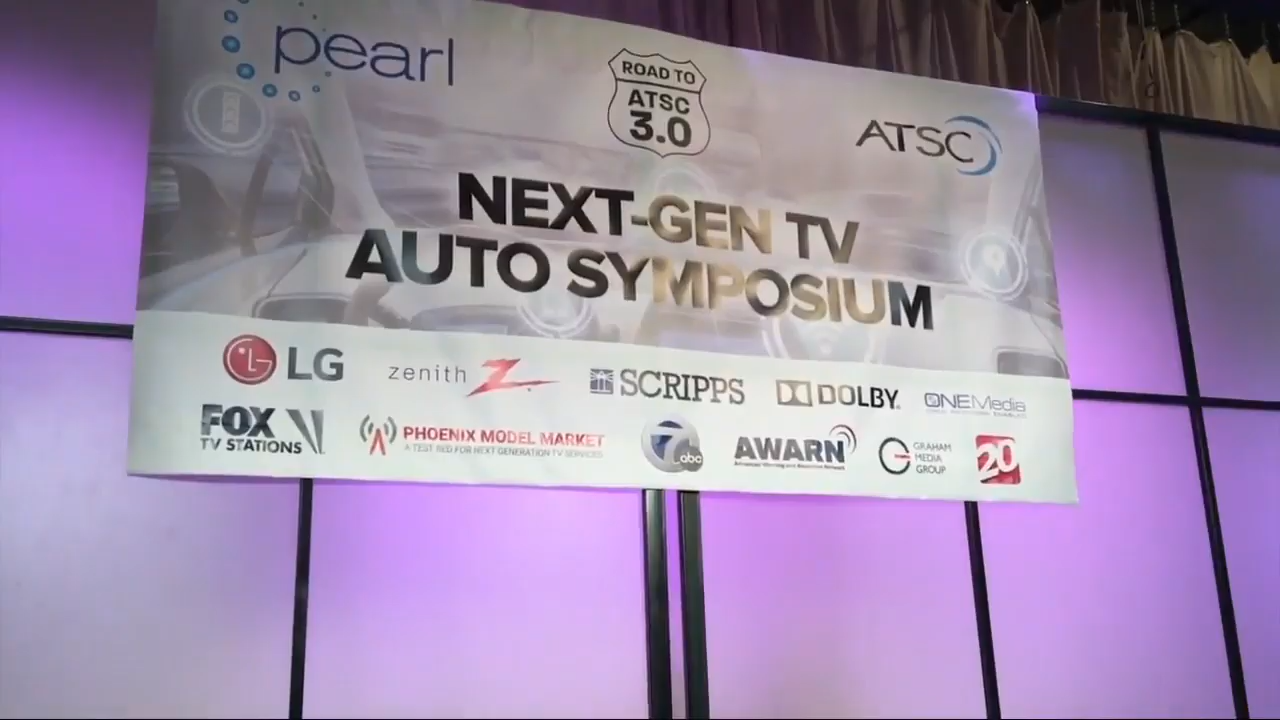 pearl
ROAD TO
ATSC
3.0
ATSC
NEXT-GEN TV
AUTO SYMPOSIUM
LG
zenith
SCRIPPS
DOLBY
ONEMedia
FOX
TV STATIONS
PHOENIX MODEL MARKET
A TEST BED FOR NEXT GENERATION TV SERVICES
7 abc
AWARN
GRAHAM
MEDIA
GROUP
20